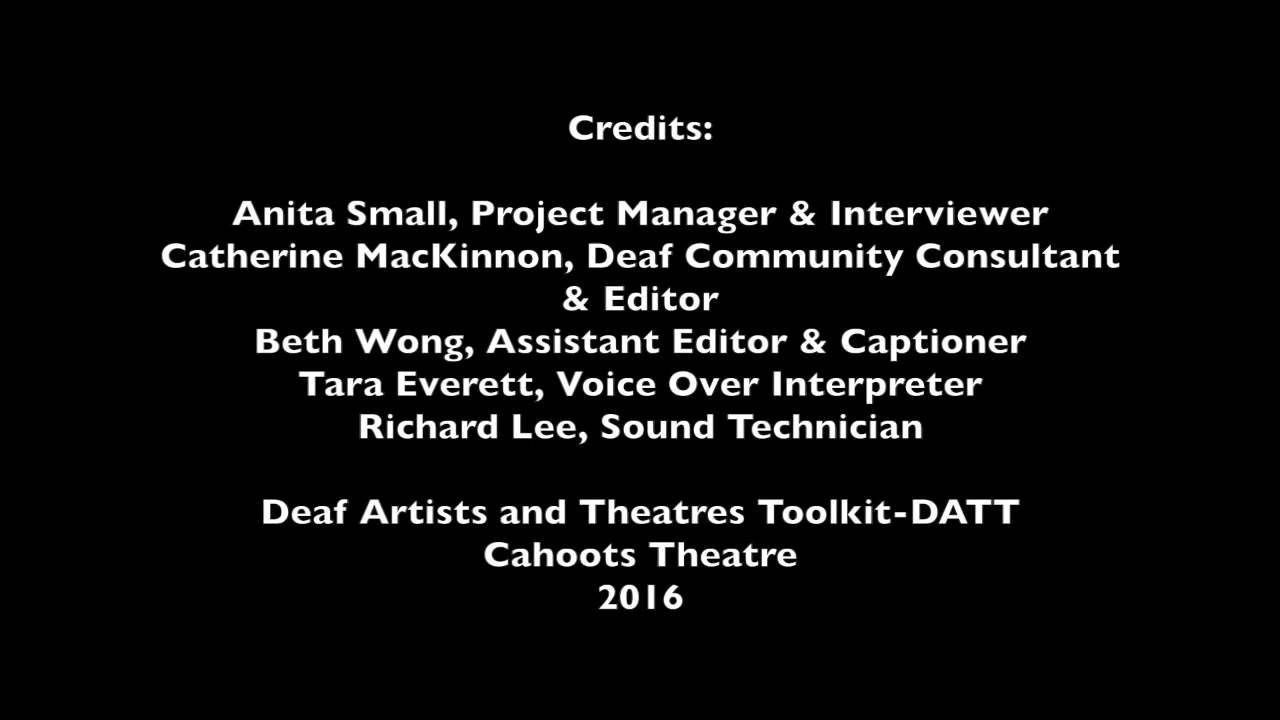 Credits:
Anita Small, Project Manager & Interviewer
Catherine MacKinnon, Deaf Community Consultant
& Editor
Beth Wong, Assistant Editor & Captioner
Tara Everett, Voice Over Interpreter
Richard Lee, Sound Technician
Deaf Artists and Theatres Toolkit-DATT
Cahoots Theatre
2016